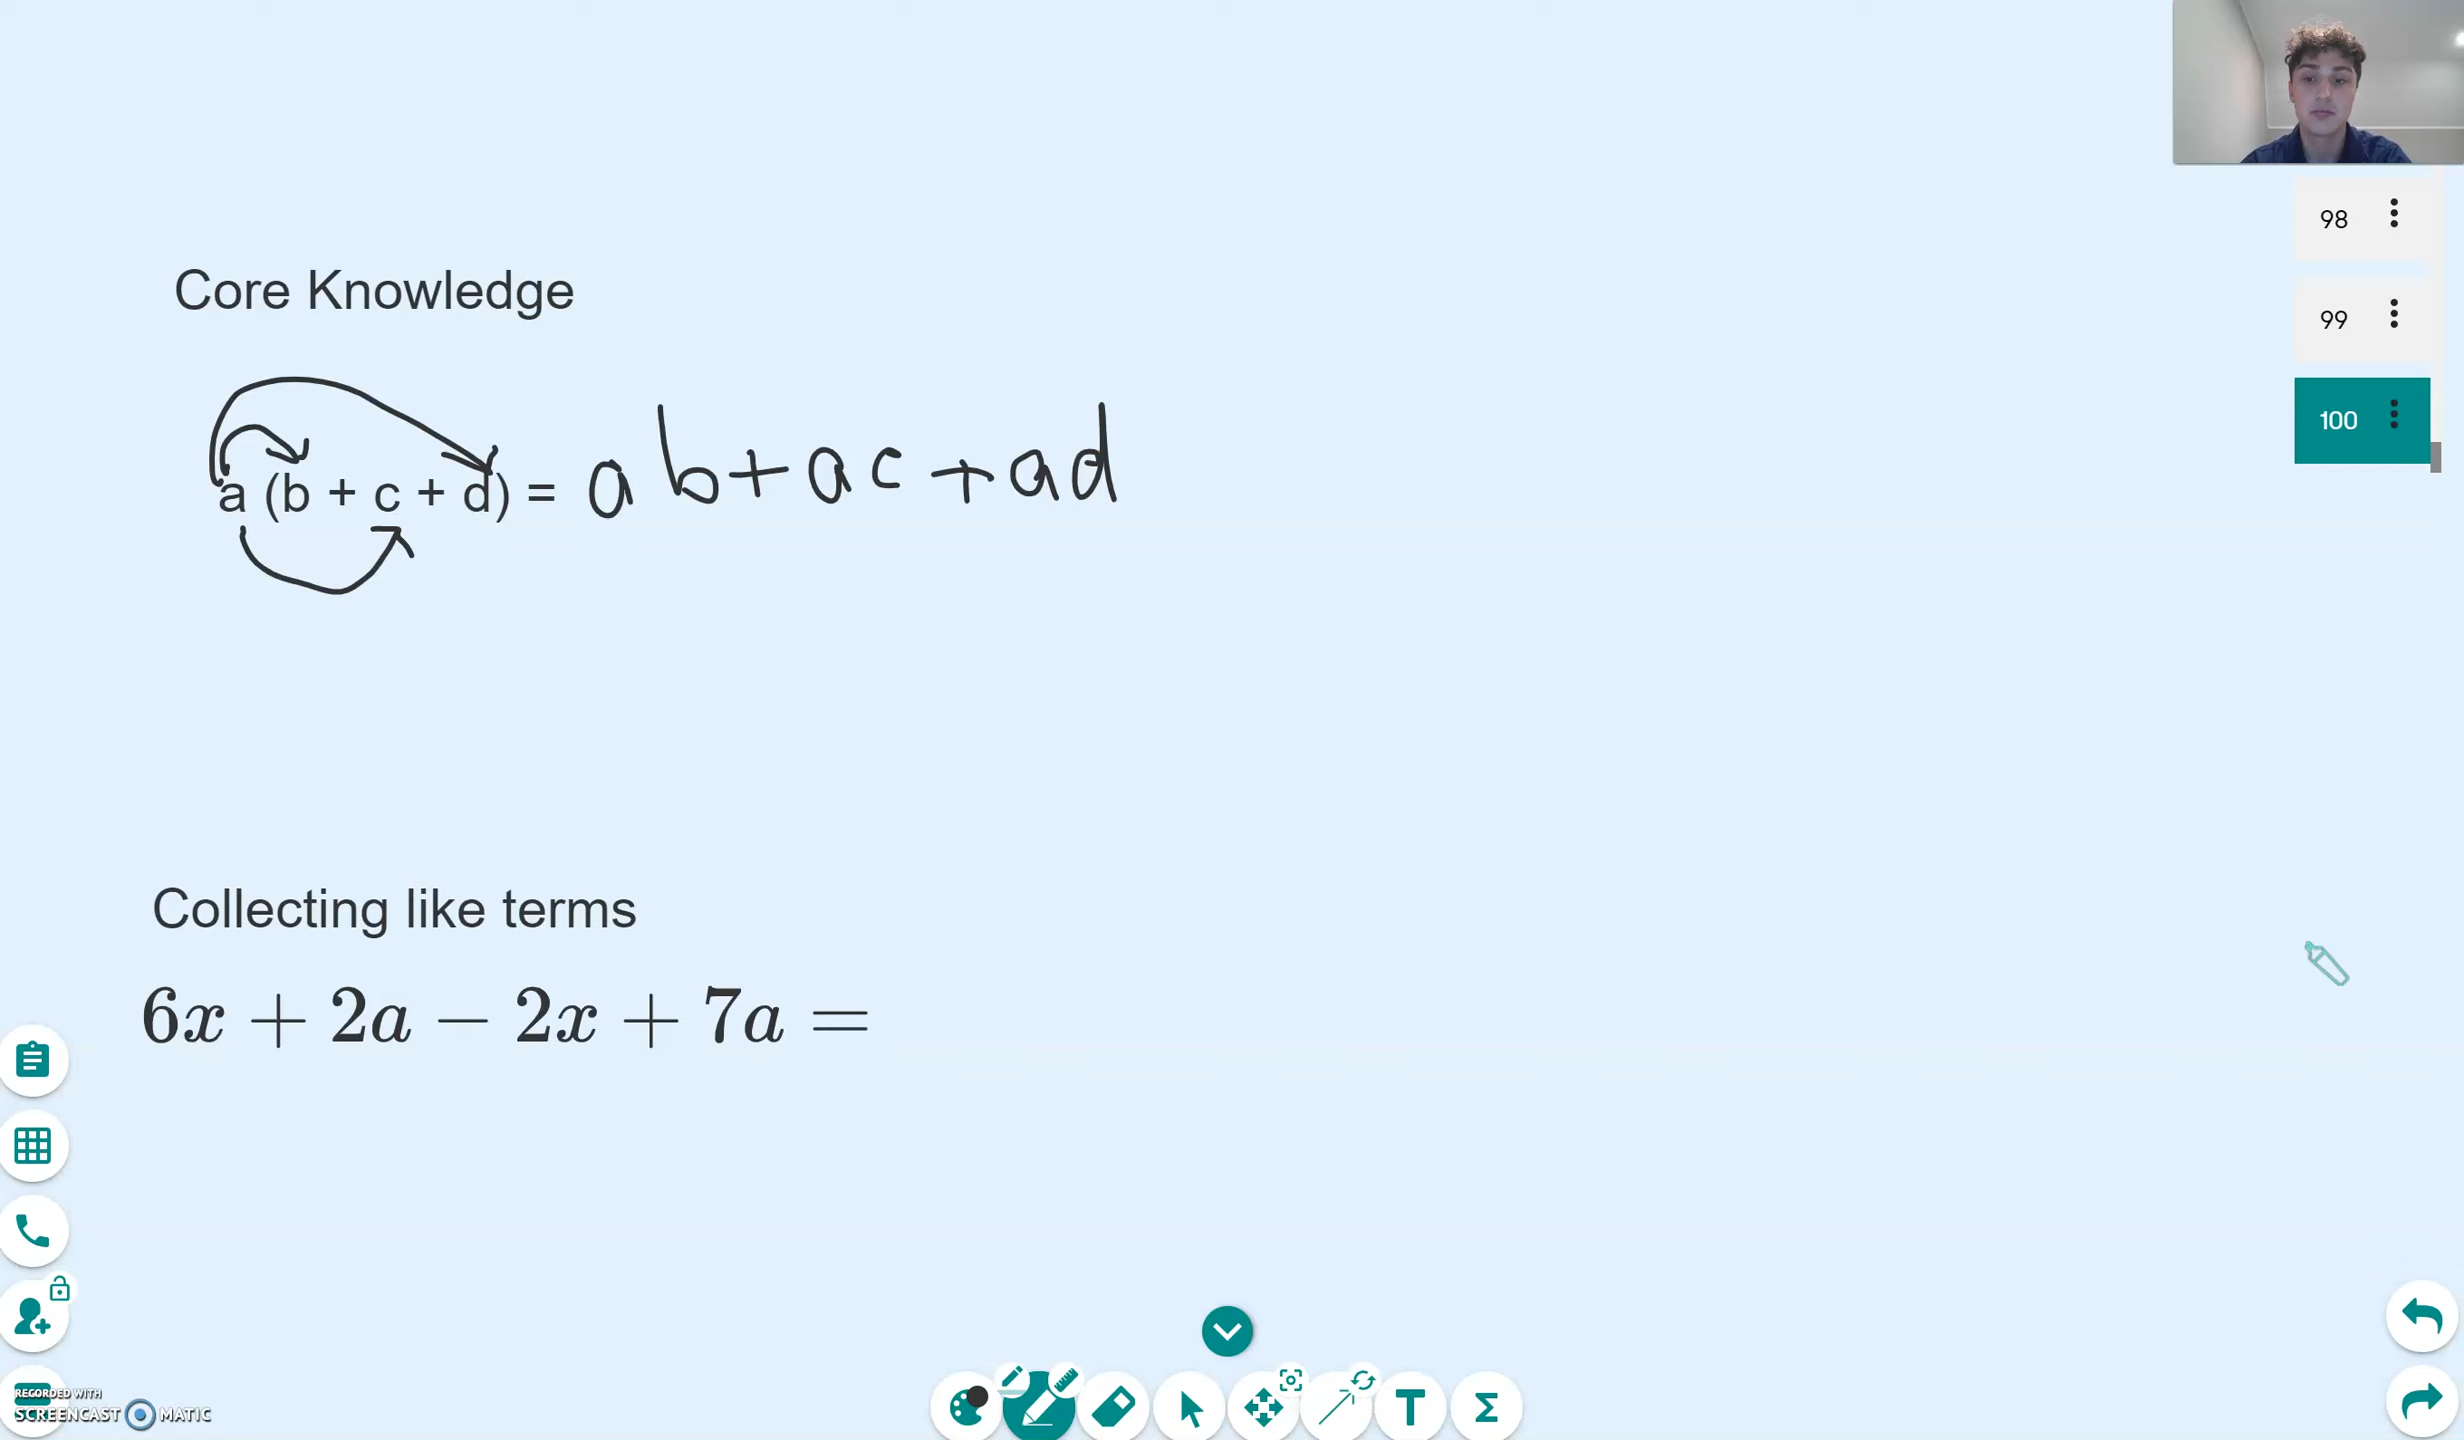 98
99
100
Core Knowledge
a (b + c + d) = ab+ac+ad
Collecting like terms
6x + 2a − 2x + 7a =
RECORDED WITH
SCREENCAST MATIC
T
Σ